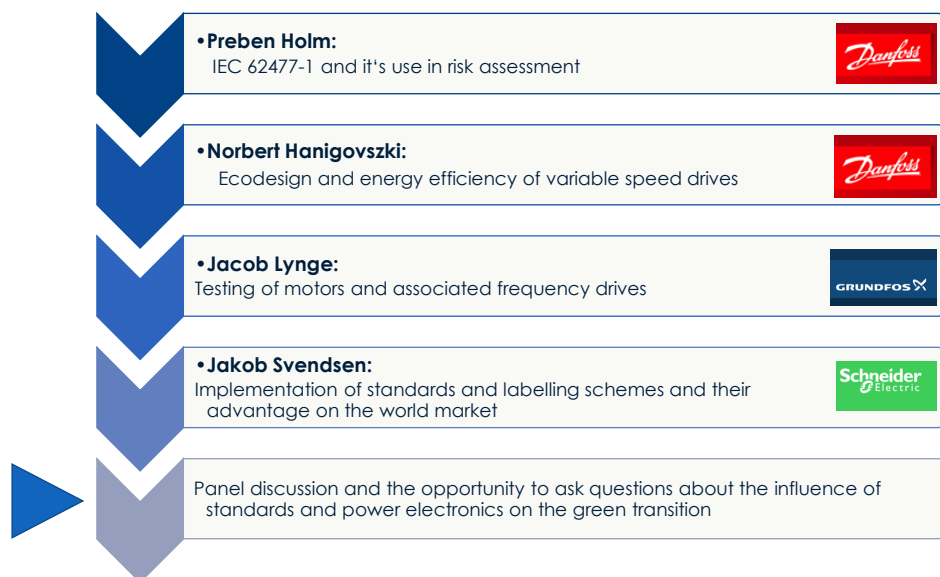 •Preben Holm:
IEC 62477-1 and it's use in risk assessment
Danfoss
•Norbert Hanigovszki:
Ecodesign and energy efficiency of variable speed drives
Danfoss
•Jacob Lynge:
Testing of motors and associated frequency drives
GRUNDFOS
•Jakob Svendsen:
Implementation of standards and labelling schemes and their
advantage on the world market
Schneider
Electric
Panel discussion and the opportunity to ask questions about the influence of
standards and power electronics on the green transition